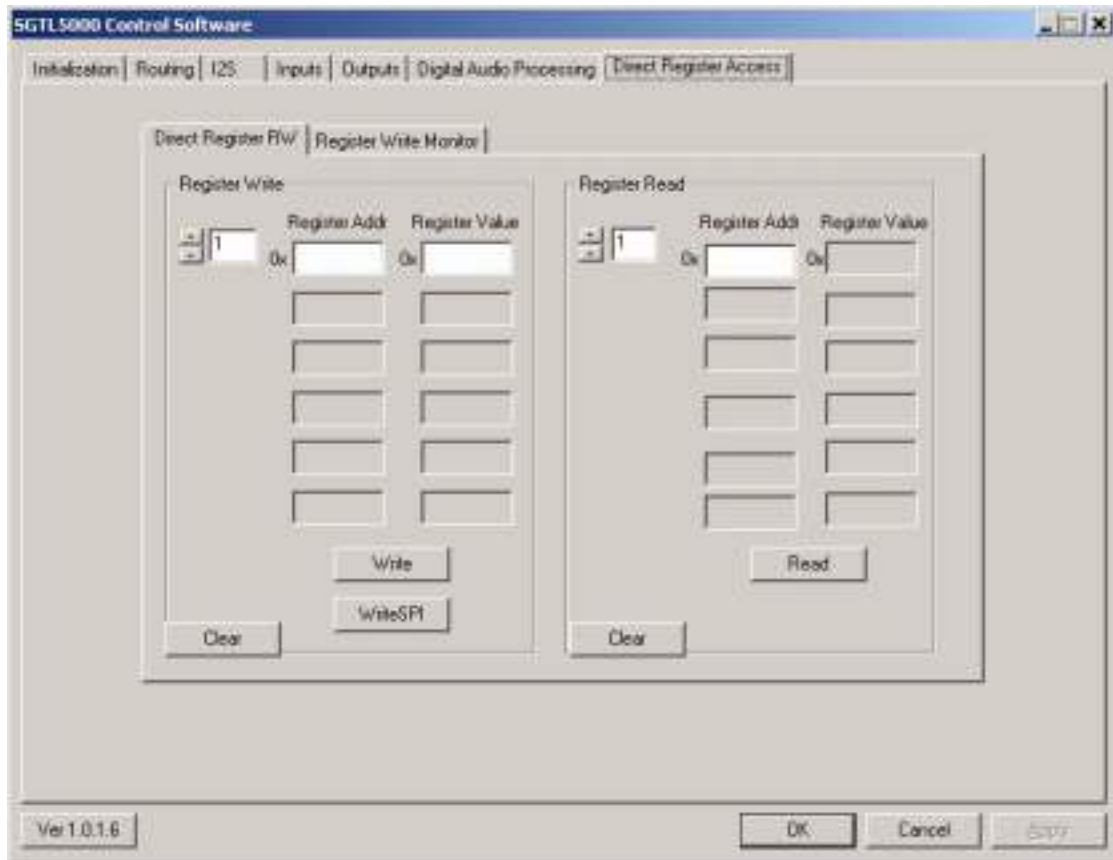 SGTL5000 Control Software
Initialization Routing I2S Inputs Outputs Digital Audio Processing Direct Register Access
Direct Register R/W Register Write Monitor
Register Write
Register Addr Register Value
1
0x 0x
Write
WriteSPI
Clear
Register Read
Register Addr Register Value
1
0x 0x
Read
Clear
Ver 1.0.1.6 OK Cancel Apply